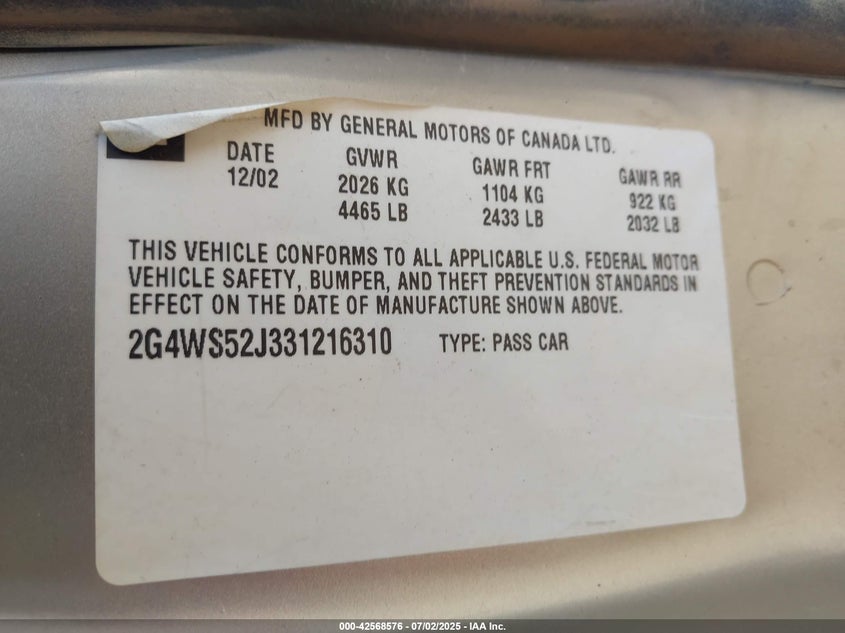 MFD BY GENERAL MOTORS OF CANADA LTD.
DATE GVWR GAWR FRT GAWR RR
12/02 2026 KG 1104 KG 922 KG
4465 LB 2433 LB 2032 LB
THIS VEHICLE CONFORMS TO ALL APPLICABLE U.S. FEDERAL MOTOR
VEHICLE SAFETY, BUMPER, AND THEFT PREVENTION STANDARDS IN
EFFECT ON THE DATE OF MANUFACTURE SHOWN ABOVE.
2G4WS52J331216310 TYPE: PASS CAR
000-42568576 - 07/02/2025 - IAA Inc.